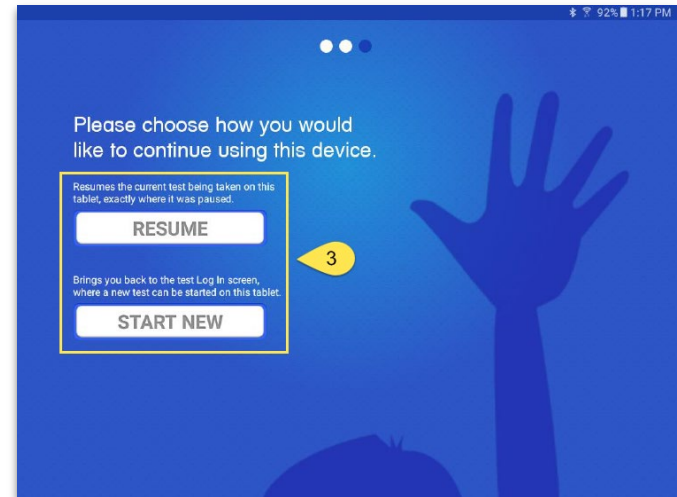 92% 1:17 PM
Please choose how you would
like to continue using this device.
Resumes the current test being taken on this
tablet, exactly where it was paused.
RESUME
3
Brings you back to the test Log In screen,
where a new test can be started on this tablet.
START NEW